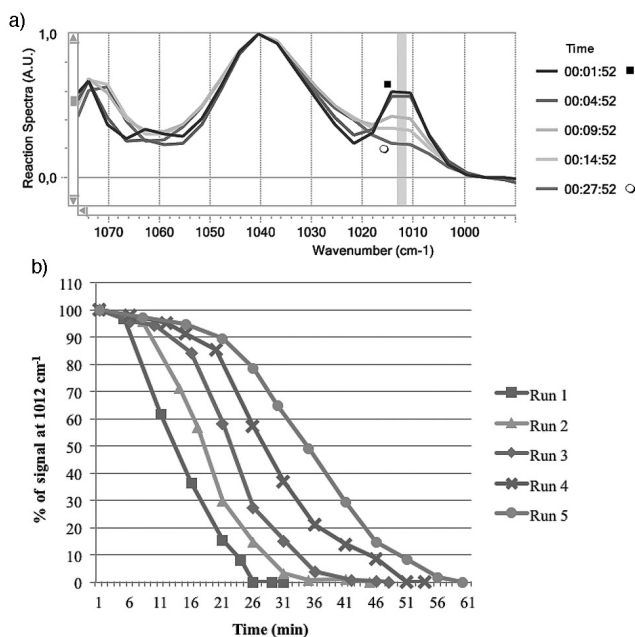 a)
Reaction Spectra (A.U.)
1,0
0,0
1070 1060 1050 1040 1030 1020 1010 1000
Wavenumber (cm-1)
Time
00:01:52
00:04:52
00:09:52
00:14:52
00:27:52
b)
% of signal at 1012 cm⁻¹
110
100
90
80
70
60
50
40
30
20
10
0
1 6 11 16 21 26 31 36 41 46 51 56 61
Time (min)
Run 1
Run 2
Run 3
Run 4
Run 5